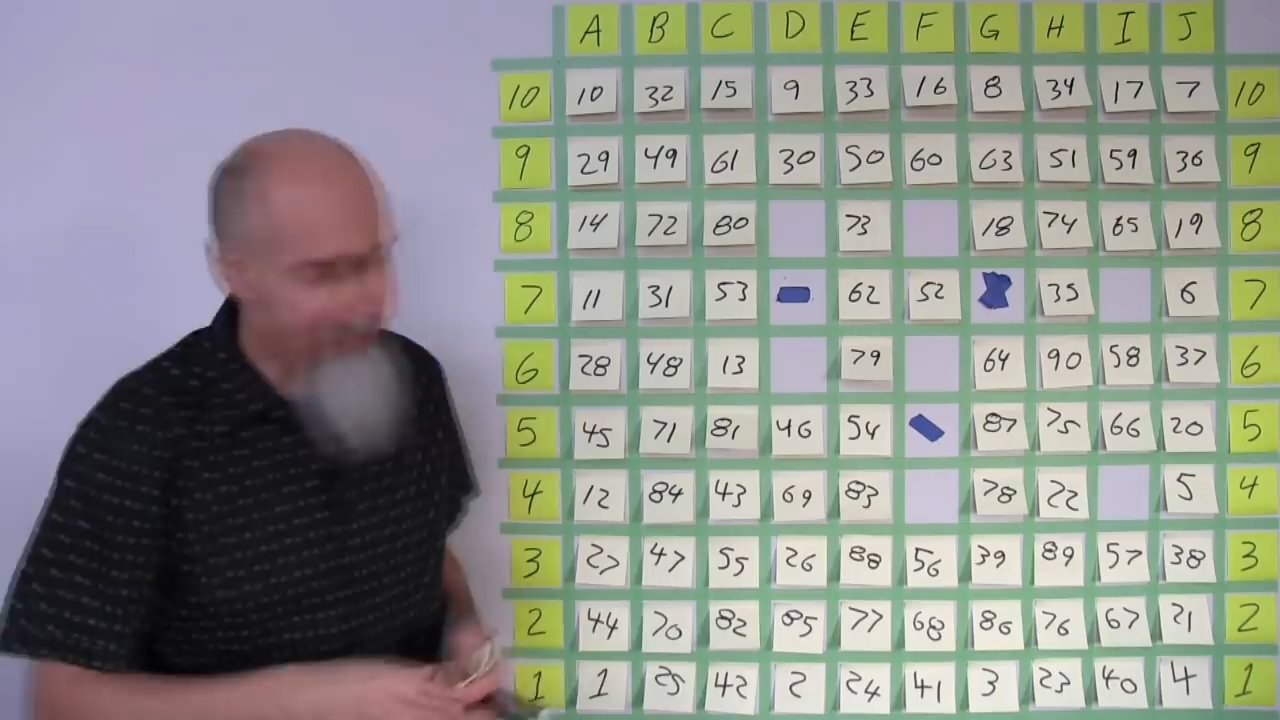 A B C D E F G H I J
10 10 32 15 9 33 16 8 34 17 7 10
9 29 49 61 30 50 60 63 51 59 36 9
8 14 72 80 73 18 74 65 19 8
7 11 31 53 62 52 35 6 7
6 28 48 13 79 64 90 58 37 6
5 45 71 81 46 54 87 75 66 20 5
4 12 84 43 69 83 78 22 5 4
3 27 47 55 26 88 56 39 89 57 38 3
2 44 70 82 85 77 68 86 76 67 21 2
1 1 25 42 2 24 41 3 23 40 4 1